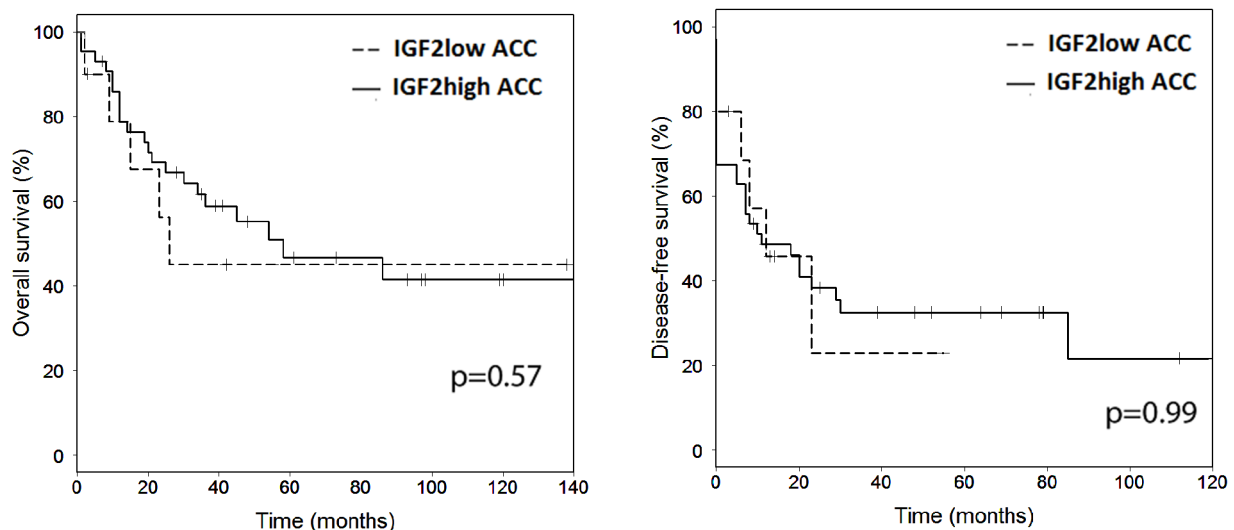 IGF2low ACC
IGF2high ACC
100
80
60
40
20
0
Overall survival (%)
p=0.57
0 20 40 60 80 100 120 140
Time (months)
IGF2low ACC
IGF2high ACC
100
80
60
40
20
0
Disease-free survival (%)
p=0.99
0 20 40 60 80 100 120
Time (months)